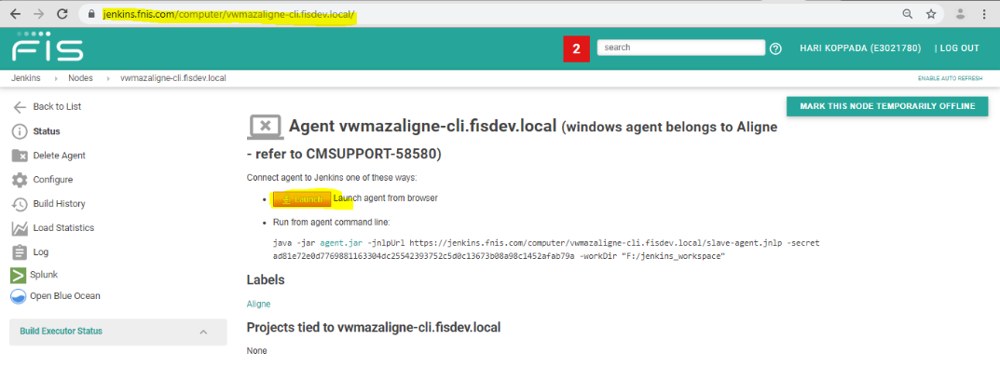 jenkins.fnis.com/computer/vwmazaligne-cli.fisdev.local/
FIS
2
search
HARI KOPPADA (E3021780)
| LOG OUT
Jenkins
Nodes
vwmazaligne-cli.fisdev.local
ENABLE AUTO REFRESH
Back to List
Status
Delete Agent
Configure
Build History
Load Statistics
Log
Splunk
Open Blue Ocean
Build Executor Status
MARK THIS NODE TEMPORARILY OFFLINE
Agent vwmazaligne-cli.fisdev.local (windows agent belongs to Aligne
- refer to CMSUPPORT-58580)
Connect agent to Jenkins one of these ways:
Launch Launch agent from browser
Run from agent command line:
java -jar agent.jar -jnlpUrl https://jenkins.fnis.com/computer/vwmazaligne-cli.fisdev.local/slave-agent.jnlp -secret
ad81e72e0d7769881163304dc25542393752c5d0c13673b08a98c1452afab79a -workDir "F:/jenkins_workspace"
Labels
Aligne
Projects tied to vwmazaligne-cli.fisdev.local
None